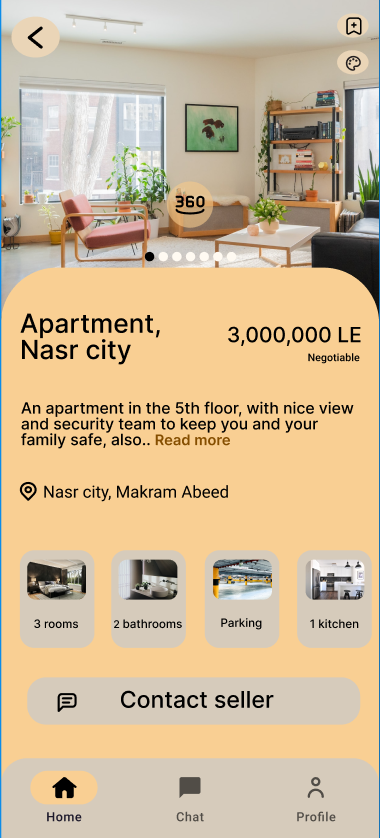 360
Apartment,
Nasr city
3,000,000 LE
Negotiable
An apartment in the 5th floor, with nice view
and security team to keep you and your
family safe, also.. Read more
Nasr city, Makram Abeed
3 rooms
2 bathrooms
Parking
1 kitchen
Contact seller
Home
Chat
Profile